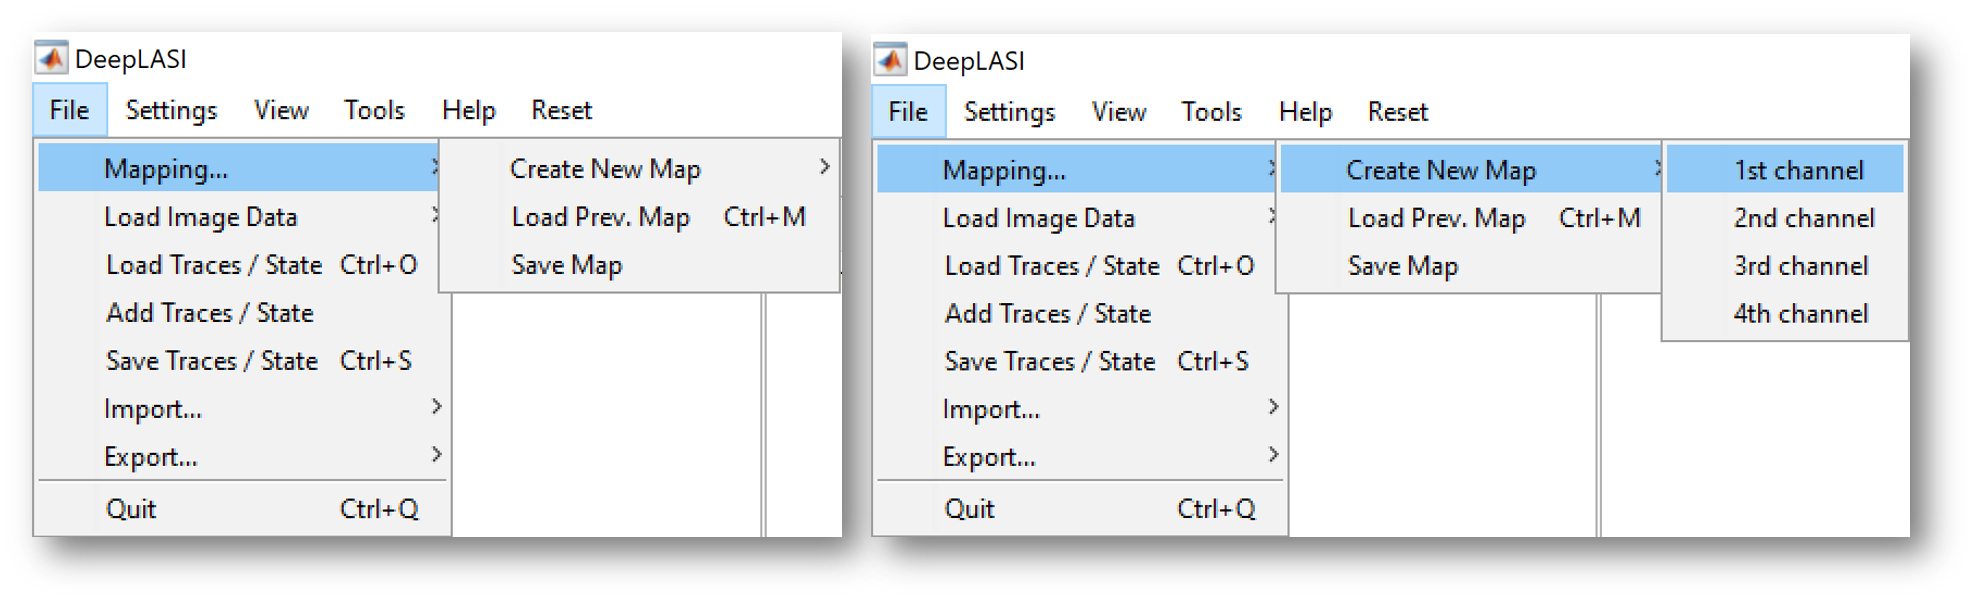 DeepLASI
File Settings View Tools Help Reset
Mapping... Create New Map
Load Image Data Load Prev. Map Ctrl+M
Load Traces / State Ctrl+O Save Map
Add Traces / State
Save Traces / State Ctrl+S
Import...
Export...
Quit Ctrl+Q
DeepLASI
File Settings View Tools Help Reset
Mapping... Create New Map 1st channel
Load Image Data Load Prev. Map Ctrl+M 2nd channel
Load Traces / State Ctrl+O Save Map 3rd channel
Add Traces / State 4th channel
Save Traces / State Ctrl+S
Import...
Export...
Quit Ctrl+Q